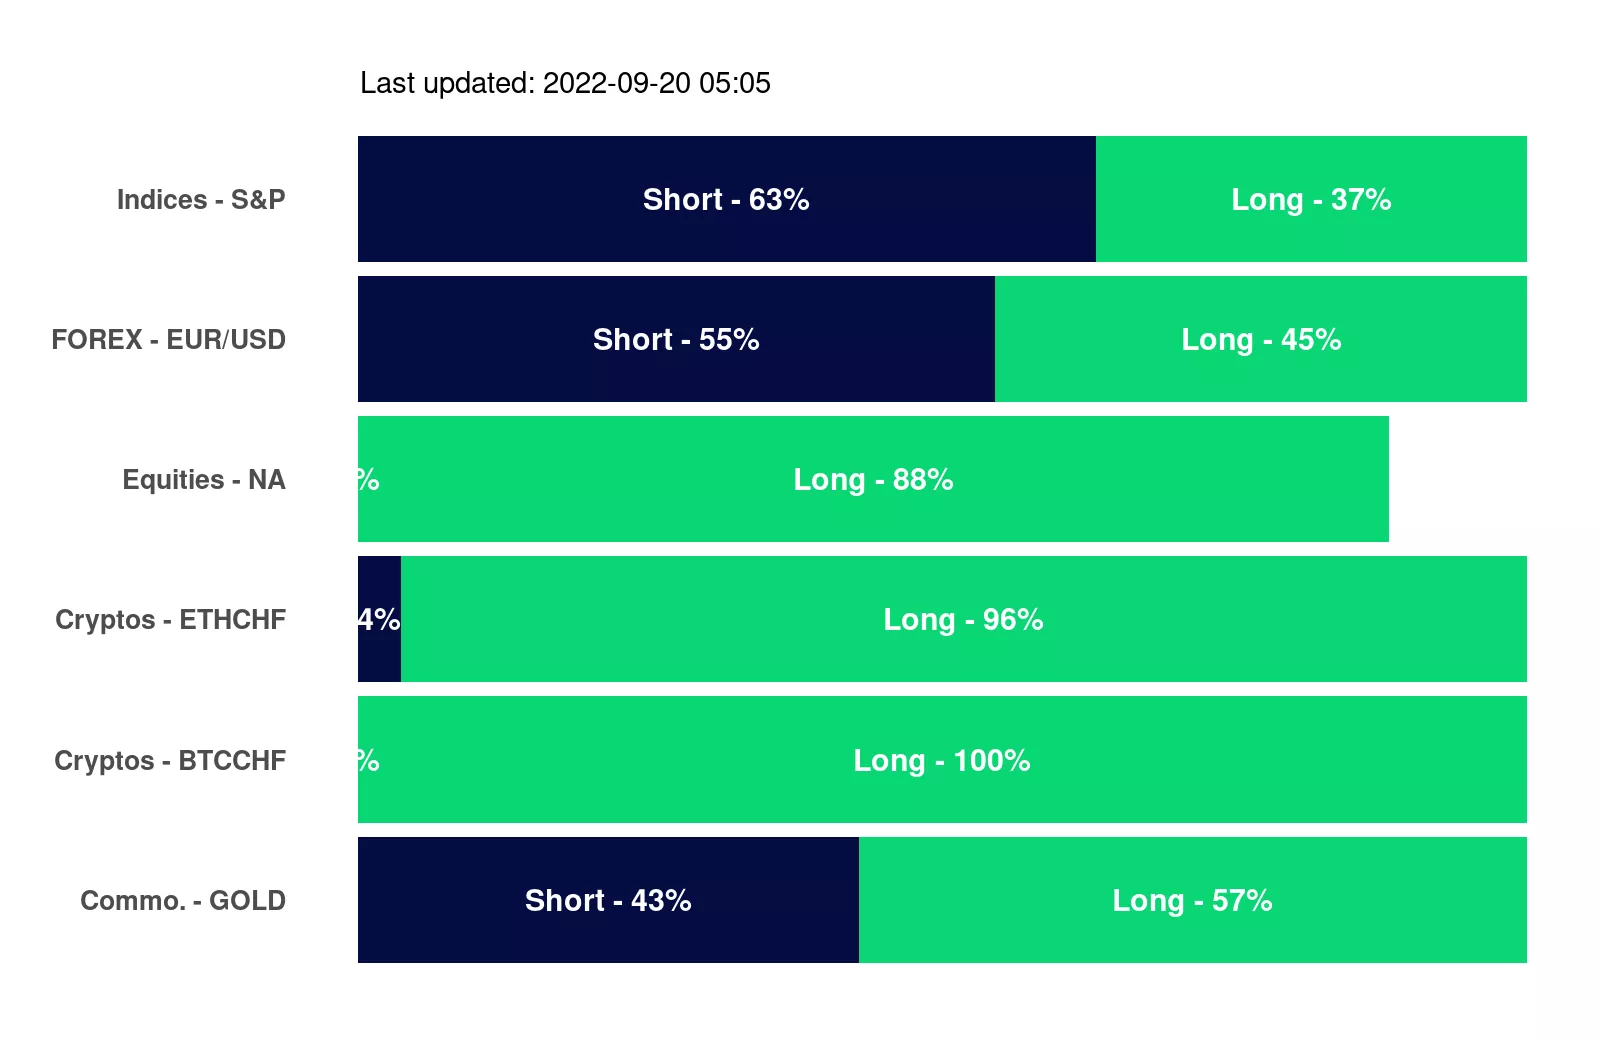 Last updated: 2022-09-20 05:05
Indices - S&P
Short - 63%
Long - 37%
FOREX - EUR/USD
Short - 55%
Long - 45%
Equities - NA
%
Long - 88%
Cryptos - ETHCHF
4%
Long - 96%
Cryptos - BTCCHF
%
Long - 100%
Commo. - GOLD
Short - 43%
Long - 57%